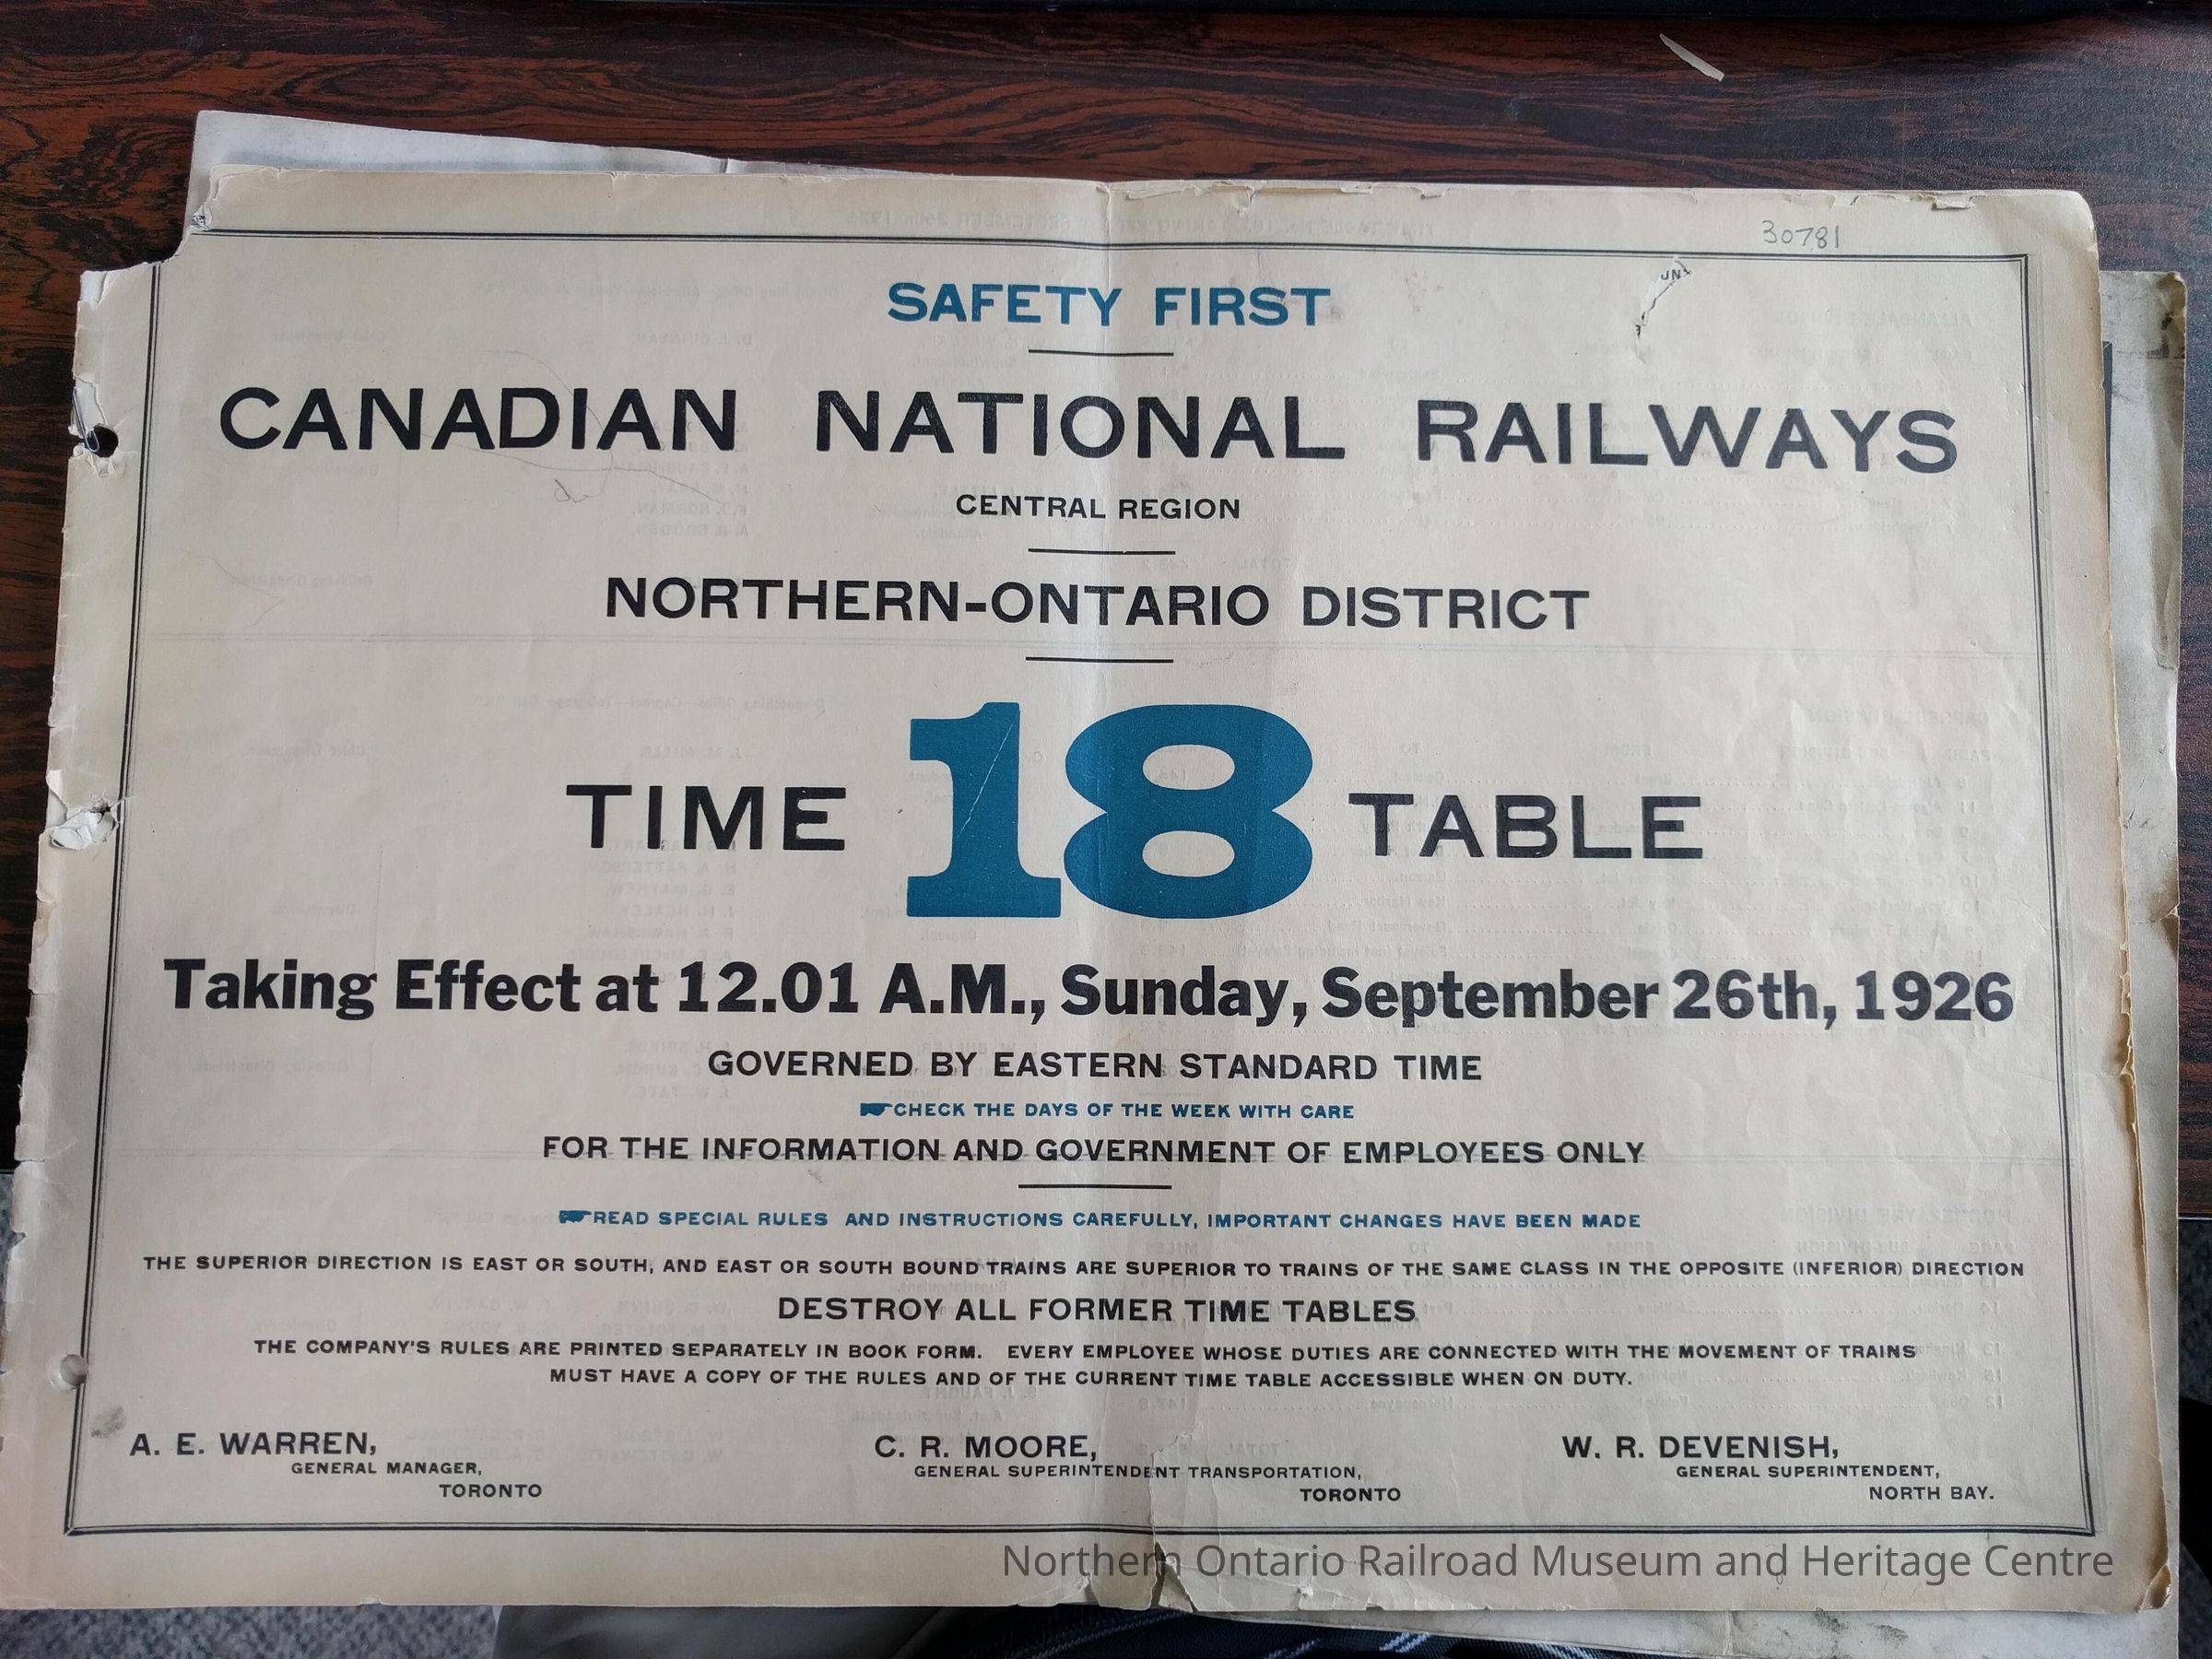 30781
SAFETY FIRST
CANADIAN NATIONAL RAILWAYS
CENTRAL REGION
NORTHERN-ONTARIO DISTRICT
TIME 18 TABLE
Taking Effect at 12.01 A.M., Sunday, September 26th, 1926
GOVERNED BY EASTERN STANDARD TIME
CHECK THE DAYS OF THE WEEK WITH CARE
FOR THE INFORMATION AND GOVERNMENT OF EMPLOYEES ONLY
READ SPECIAL RULES AND INSTRUCTIONS CAREFULLY, IMPORTANT CHANGES HAVE BEEN MADE
THE SUPERIOR DIRECTION IS EAST OR SOUTH, AND EAST OR SOUTH BOUND TRAINS ARE SUPERIOR TO TRAINS OF THE SAME CLASS IN THE OPPOSITE (INFERIOR) DIRECTION
DESTROY ALL FORMER TIME TABLES
THE COMPANY'S RULES ARE PRINTED SEPARATELY IN BOOK FORM. EVERY EMPLOYEE WHOSE DUTIES ARE CONNECTED WITH THE MOVEMENT OF TRAINS
MUST HAVE A COPY OF THE RULES AND OF THE CURRENT TIME TABLE ACCESSIBLE WHEN ON DUTY.
A. E. WARREN,
GENERAL MANAGER,
TORONTO
C. R. MOORE,
GENERAL SUPERINTENDENT TRANSPORTATION,
TORONTO
W. R. DEVENISH,
GENERAL SUPERINTENDENT,
NORTH BAY.
Northern Ontario Railroad Museum and Heritage Centre